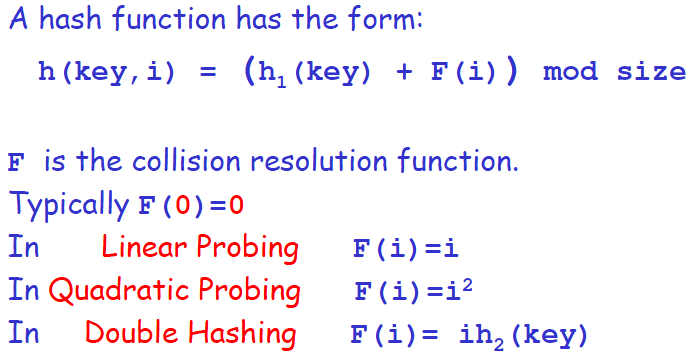 A hash function has the form:
h(key,i) = (h₁(key) + F(i)) mod size
F is the collision resolution function.
Typically F(0)=0
In Linear Probing F(i)=i
In Quadratic Probing F(i)=i²
In Double Hashing F(i)= ih₂(key)